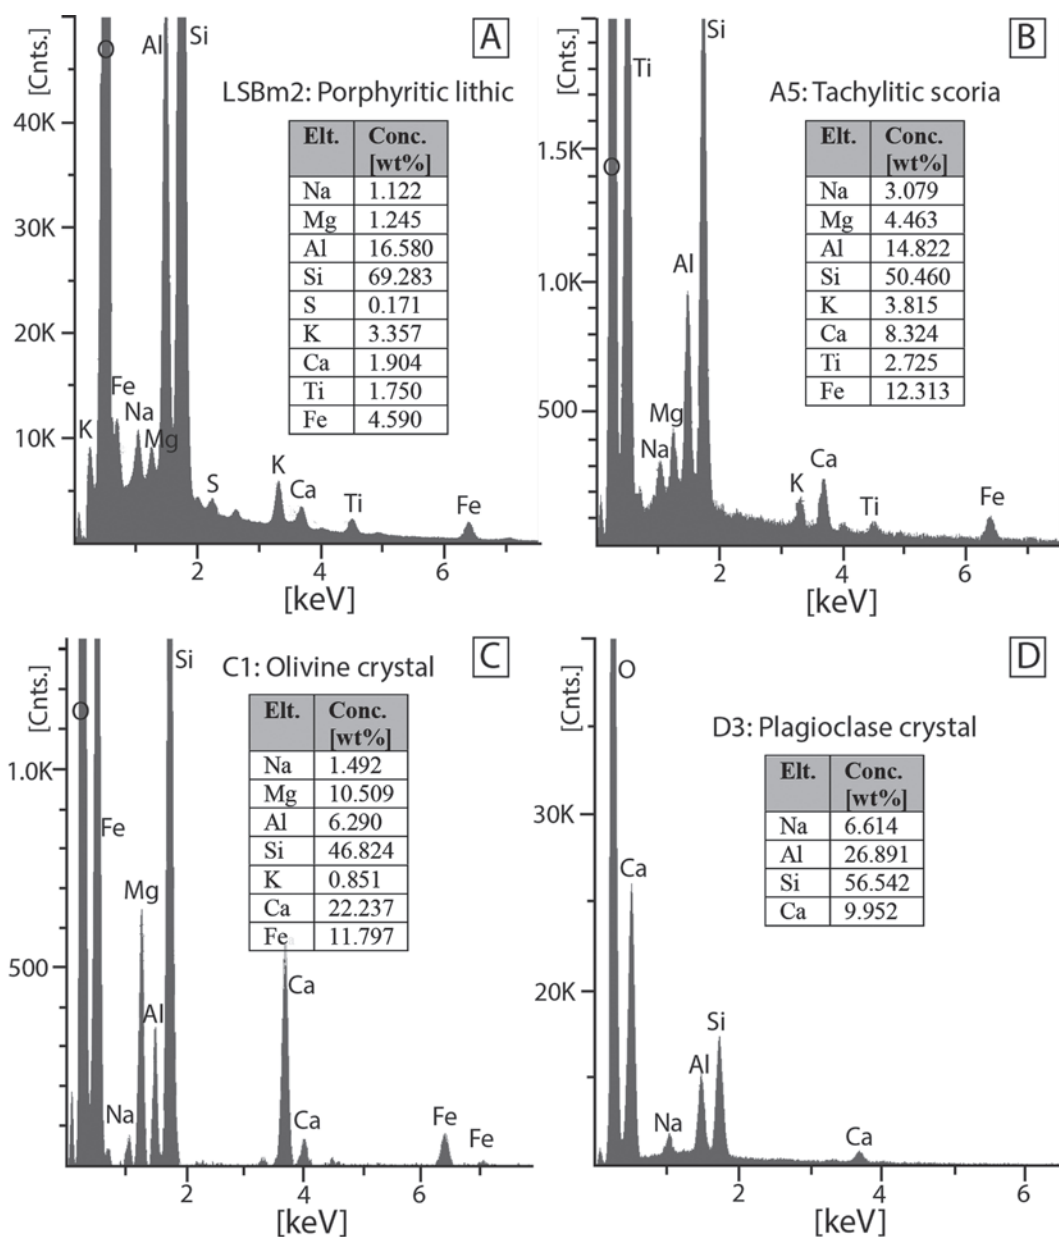 A
[Cnts.]
O
Al
Si
LSBm2: Porphyritic lithic
Elt. Conc. [wt%]
Na 1.122
Mg 1.245
Al 16.580
Si 69.283
S 0.171
K 3.357
Ca 1.904
Ti 1.750
Fe 4.590
40K
30K
20K
10K
K
Fe
Na
Mg
S
K
Ca
Ti
Fe
2 4 6
[keV]
B
[Cnts.]
O
Ti
Si
A5: Tachylitic scoria
Elt. Conc. [wt%]
Na 3.079
Mg 4.463
Al 14.822
Si 50.460
K 3.815
Ca 8.324
Ti 2.725
Fe 12.313
1.5K
1.0K
500
Al
Mg
Na
K
Ca
Ti
Fe
2 4 6
[keV]
C
[Cnts.]
O
Si
C1: Olivine crystal
Elt. Conc. [wt%]
Na 1.492
Mg 10.509
Al 6.290
Si 46.824
K 0.851
Ca 22.237
Fe 11.797
1.0K
500
Fe
Mg
Al
Na
Ca
Ca
Fe
Fe
2 4 6
[keV]
D
[Cnts.]
O
D3: Plagioclase crystal
Elt. Conc. [wt%]
Na 6.614
Al 26.891
Si 56.542
Ca 9.952
30K
20K
Ca
Si
Al
Na
Ca
2 4 6
[keV]